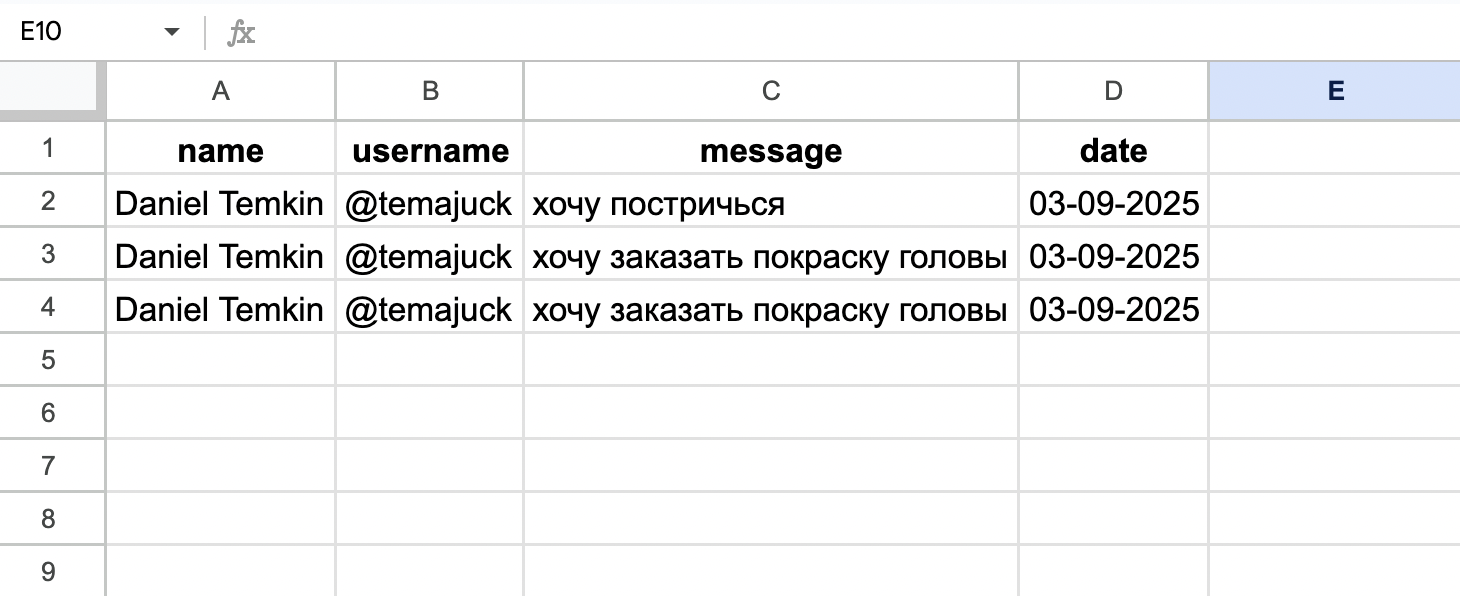 E10 fx
A B C D E
1 name username message date
2 Daniel Temkin @temajuck хочу постричься 03-09-2025
3 Daniel Temkin @temajuck хочу заказать покраску головы 03-09-2025
4 Daniel Temkin @temajuck хочу заказать покраску головы 03-09-2025
5
6
7
8
9